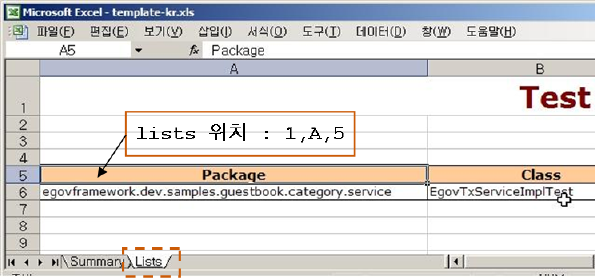 Microsoft Excel - template-kr.xls
파일(F) 편집(E) 보기(V) 삽입(I) 서식(O) 도구(T) 데이터(D) 창(W) 도움말(H)
A5 fx Package
A B
1 Test
2
3
lists 위치 : 1,A,5
4
5 Package Class
6 egovframework.dev.samples.guestbook.category.service EgovTxServiceImplTest
7
8
9
Summary Lists